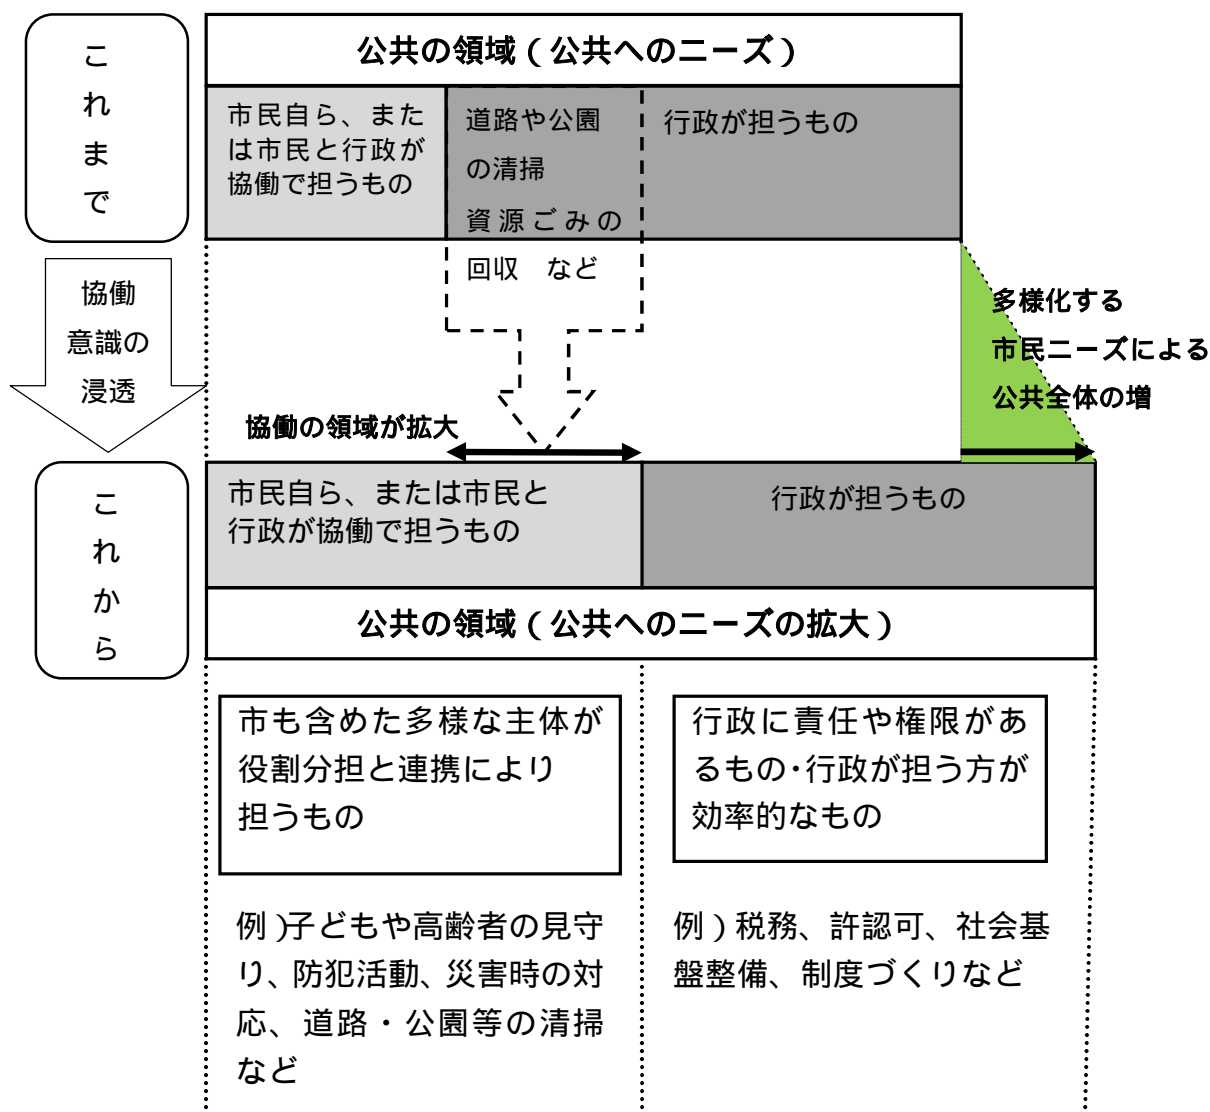 これまで
公共の領域（公共へのニーズ）
市民自ら、また
は市民と行政が
協働で担うもの
道路や公園
の清掃
資源ごみの
回収　など
行政が担うもの
協働
意識の
浸透
多様化する
市民ニーズによる
公共全体の増
協働の領域が拡大
これから
市民自ら、または市民と
行政が協働で担うもの
行政が担うもの
公共の領域（公共へのニーズの拡大）
市も含めた多様な主体が
役割分担と連携により
担うもの
行政に責任や権限があ
るもの・行政が担う方が
効率的なもの
例）子どもや高齢者の見守
り、防犯活動、災害時の対
応、道路・公園等の清掃
など
例）税務、許認可、社会基
盤整備、制度づくりなど